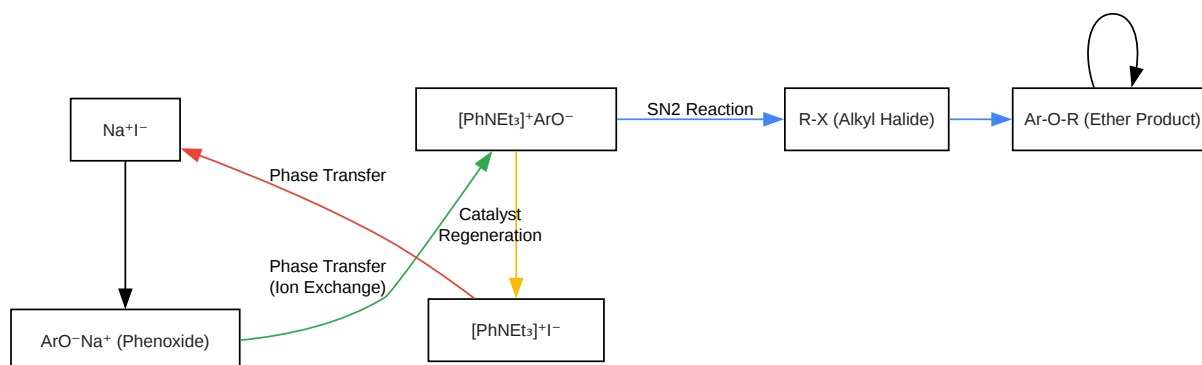 Na⁺I⁻
[PhNEt₃]⁺ArO⁻
SN2 Reaction
R-X (Alkyl Halide)
Ar-O-R (Ether Product)
Phase Transfer
Catalyst
Regeneration
Phase Transfer
(Ion Exchange)
ArO⁻Na⁺ (Phenoxide)
[PhNEt₃]⁺I⁻